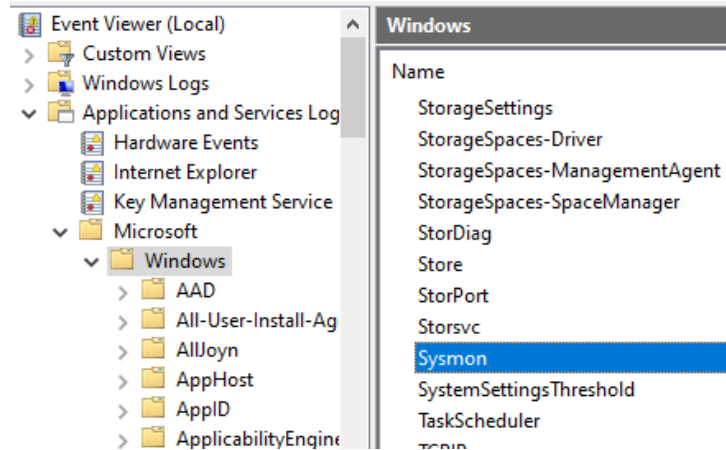 Event Viewer (Local)
Custom Views
Windows Logs
Applications and Services Log
Hardware Events
Internet Explorer
Key Management Service
Microsoft
Windows
AAD
All-User-Install-Ag
AllJoyn
AppHost
AppID
ApplicabilityEngine
Windows
Name
StorageSettings
StorageSpaces-Driver
StorageSpaces-ManagementAgent
StorageSpaces-SpaceManager
StorDiag
Store
StorPort
Storsvc
Sysmon
SystemSettingsThreshold
TaskScheduler